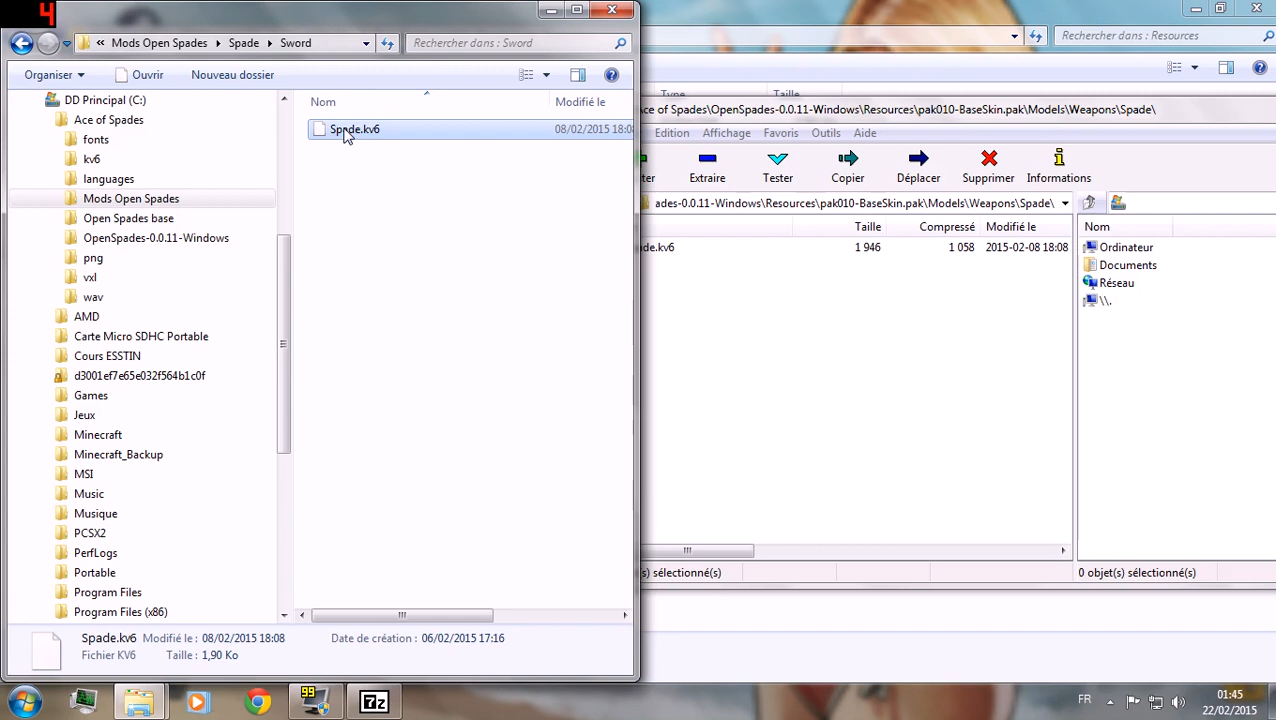 4
Mods Open Spades
Spade
Sword
Rechercher dans : Sword
Rechercher dans : Resources
Organiser
Ouvrir
Nouveau dossier
Type
Taille
DD Principal (C:)
Ace of Spades
fonts
kv6
languages
Mods Open Spades
Open Spades base
OpenSpades-0.0.11-Windows
png
vxl
wav
AMD
Carte Micro SDHC Portable
Cours ESSTIN
d3001ef7e65e032f564b1c0f
Games
Jeux
Minecraft
Minecraft_Backup
MSI
Music
Musique
PCSX2
PerfLogs
Portable
Program Files
Program Files (x86)
Nom
Modifié le
Spade.kv6
08/02/2015 18:08
Ace of Spades\OpenSpades-0.0.11-Windows\Resources\pak010-BaseSkin.pak\Models\Weapons\Spade\
Edition
Affichage
Favoris
Outils
Aide
ter
Extraire
Tester
Copier
Déplacer
Supprimer
Informations
ades-0.0.11-Windows\Resources\pak010-BaseSkin.pak\Models\Weapons\Spade\
Taille
Compressé
Modifié le
de.kv6
1 946
1 058
2015-02-08 18:08
Nom
Ordinateur
Documents
Réseau
\\.
s) sélectionné(s)
0 objet(s) sélectionné(s)
Spade.kv6
Modifié le : 08/02/2015 18:08
Date de création : 06/02/2015 17:16
Fichier KV6
Taille : 1,90 Ko
99
7z
FR
01:45
22/02/2015